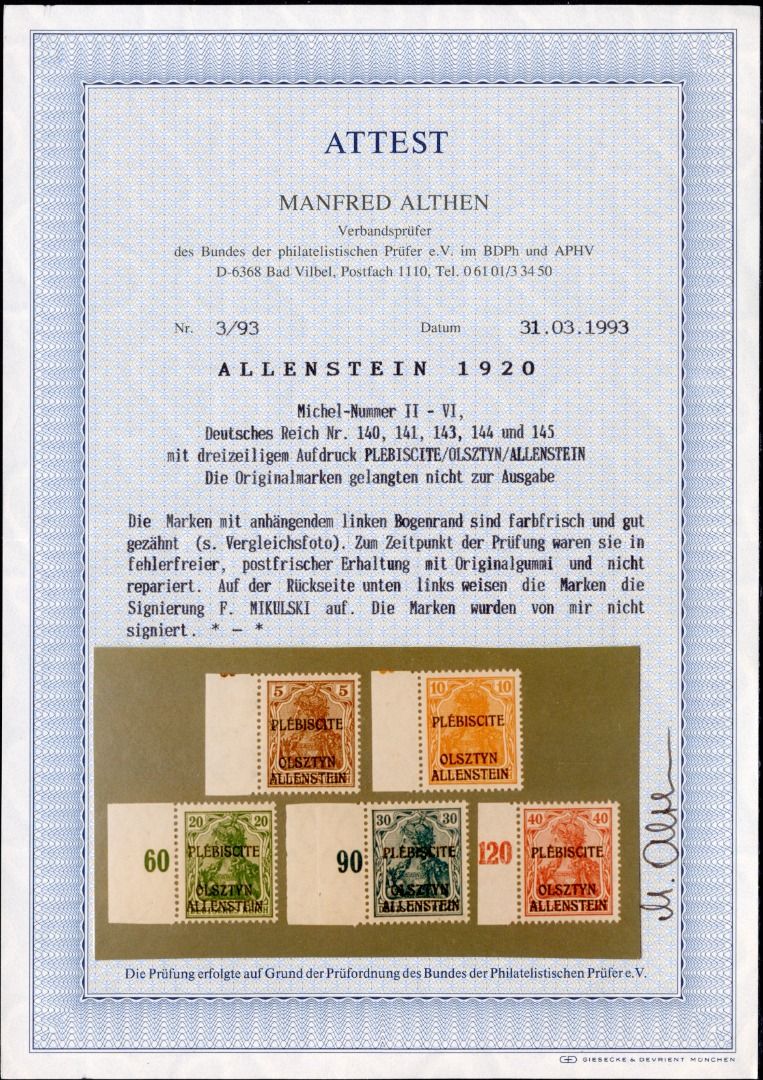 ATTEST
MANFRED ALTHEN
Verbandsprüfer
des Bundes der philatelistischen Prüfer e.V. im BDPh und APHV
D-6368 Bad Vilbel, Postfach 1110, Tel. 0 61 01/3 34 50
Nr. 3/93 Datum 31.03.1993
ALLENSTEIN 1920
Michel-Nummer II - VI,
Deutsches Reich Nr. 140, 141, 143, 144 und 145
mit dreizeiligem Aufdruck PLEBISCITE/OLSZTYN/ALLENSTEIN
Die Originalmarken gelangten nicht zur Ausgabe
Die Marken mit anhängendem linken Bogenrand sind farbfrisch und gut
gezähnt (s. Vergleichsfoto). Zum Zeitpunkt der Prüfung waren sie in
fehlerfreier, postfrischer Erhaltung mit Originalgummi und nicht
repariert. Auf der Rückseite unten links weisen die Marken die
Signierung F. MIKULSKI auf. Die Marken wurden von mir nicht
signiert. * - *
5 5 10 10
PLÉBISCITE PLÉBISCITE
OLSZTYN OLSZTYN
ALLENSTEIN ALLENSTEIN
20 20 30 30 40 40
60 PLÉBISCITE 90 PLÉBISCITE 120 PLÉBISCITE
OLSZTYN OLSZTYN OLSZTYN
ALLENSTEIN ALLENSTEIN ALLENSTEIN
M. Althen
Die Prüfung erfolgte auf Grund der Prüfordnung des Bundes der Philatelistischen Prüfer e.V.
GIESECKE & DEVRIENT MÜNCHEN